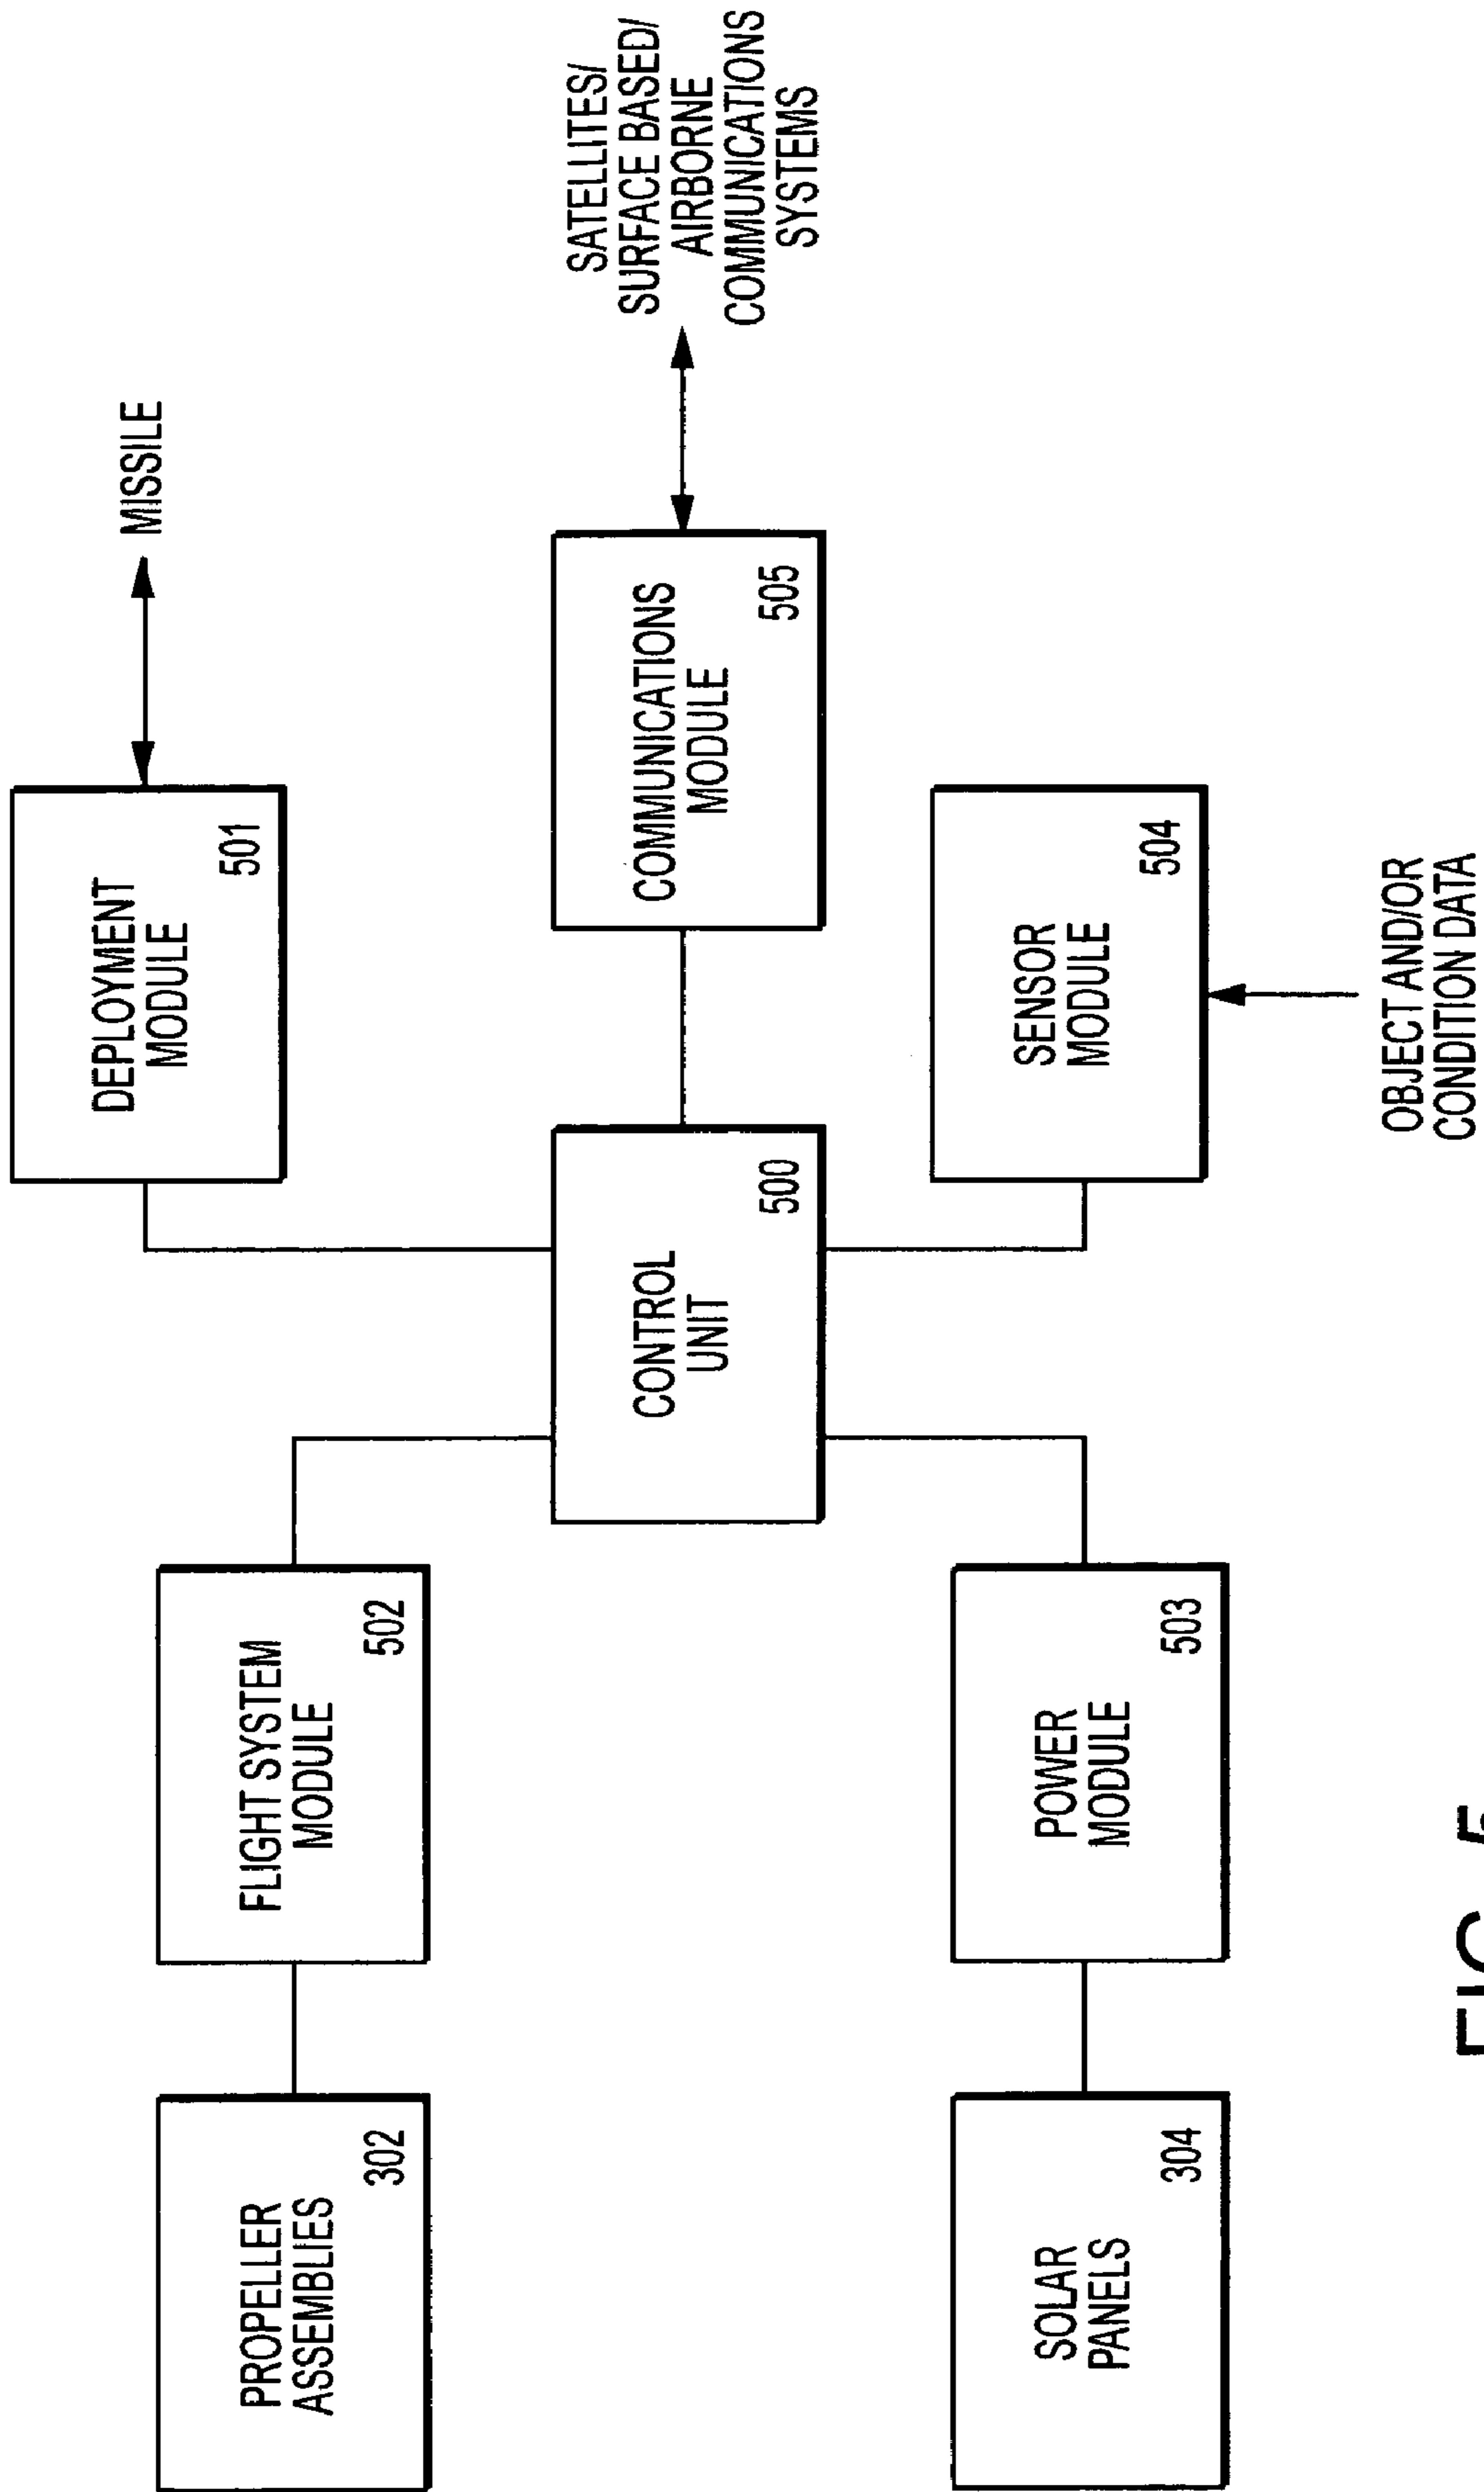 PROPELLER
ASSEMBLIES
302
FLIGHT SYSTEM
MODULE
502
DEPLOYMENT
MODULE
501
MISSILE
CONTROL
UNIT
500
COMMUNICATIONS
MODULE
505
SATELLITES/
SURFACE BASED/
AIRBORNE
COMMUNICATIONS
SYSTEMS
SOLAR
PANELS
304
POWER
MODULE
503
SENSOR
MODULE
504
OBJECT AND/OR
CONDITION DATA
FIG. 5